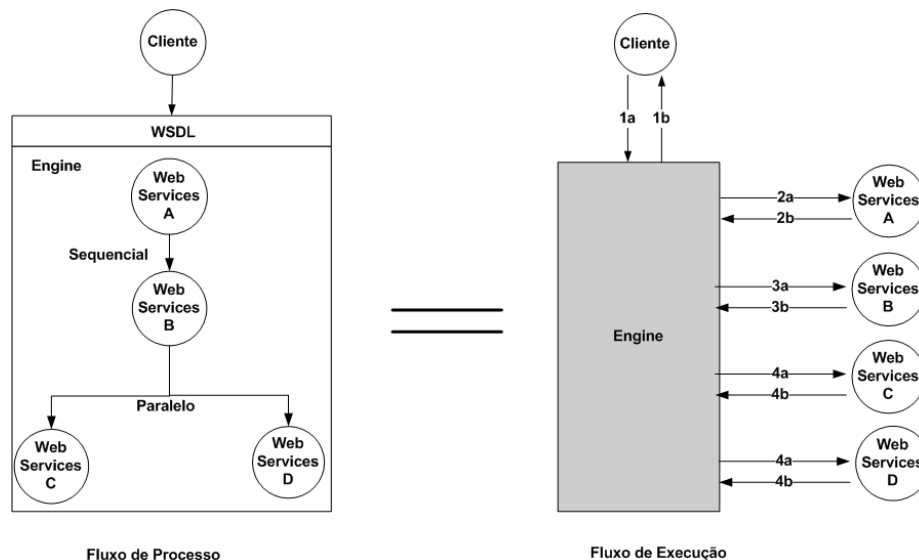 Cliente
WSDL
Engine
Web
Services
A
Sequencial
Web
Services
B
Paralelo
Web
Services
C
Web
Services
D
Fluxo de Processo
Cliente
1a
1b
Engine
2a
2b
Web
Services
A
3a
3b
Web
Services
B
4a
4b
Web
Services
C
4a
4b
Web
Services
D
Fluxo de Execução